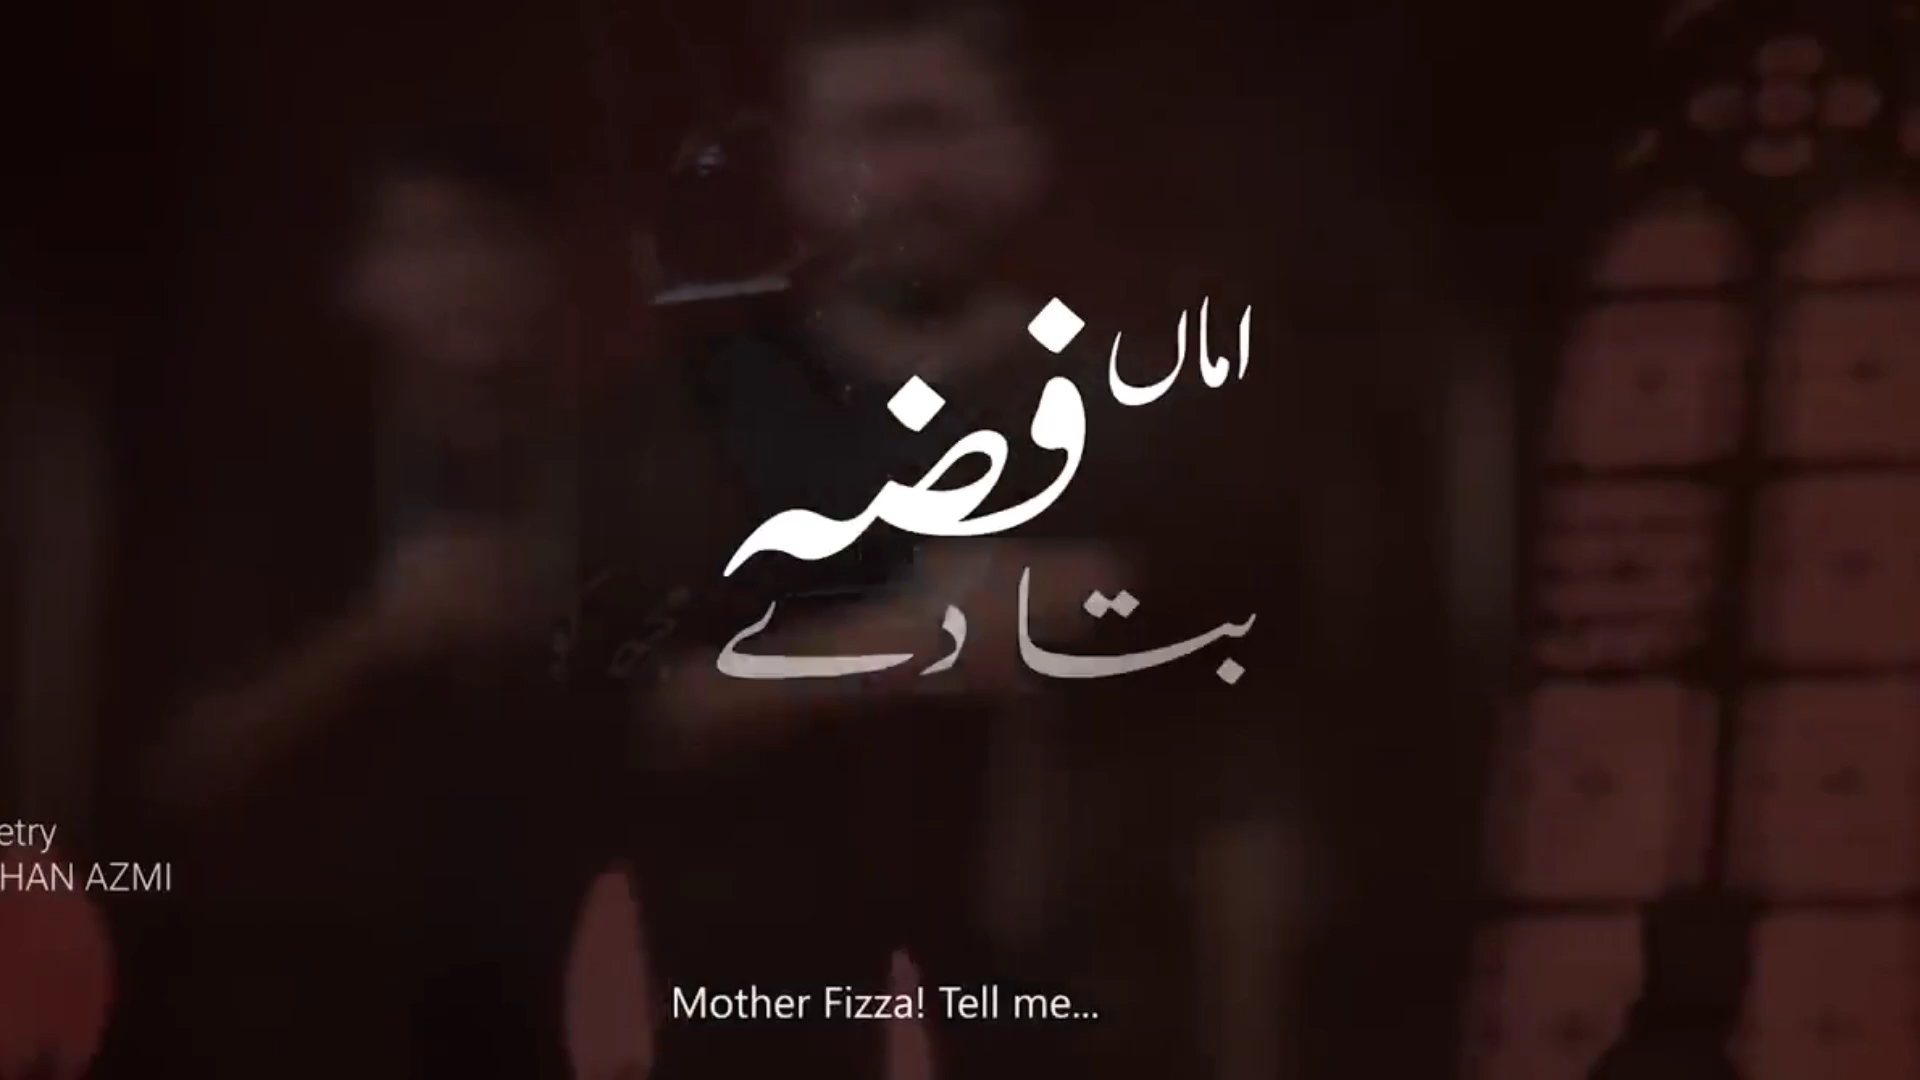 اماں
فضہ
بتا دے
etry
HAN AZMI
Mother Fizza! Tell me...